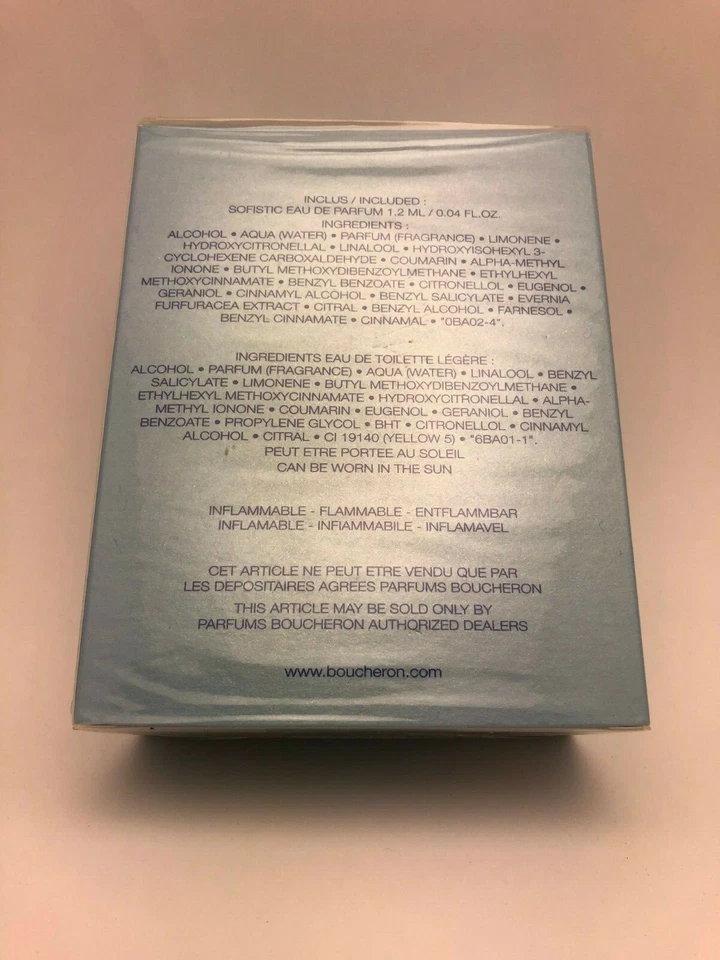 INCLUS / INCLUDED :
SOFISTIC EAU DE PARFUM 1.2 ML / 0.04 FL.OZ.
INGREDIENTS :
ALCOHOL • AQUA (WATER) • PARFUM (FRAGRANCE) • LIMONENE •
HYDROXYCITRONELLAL • LINALOOL • HYDROXYISOHEXYL 3-
CYCLOHEXENE CARBOXALDEHYDE • COUMARIN • ALPHA-METHYL
IONONE • BUTYL METHOXYDIBENZOYLMETHANE • ETHYLHEXYL
METHOXYCINNAMATE • BENZYL BENZOATE • CITRONELLOL • EUGENOL •
GERANIOL • CINNAMYL ALCOHOL • BENZYL SALICYLATE • EVERNIA
FURFURACEA EXTRACT • CITRAL • BENZYL ALCOHOL • FARNESOL •
BENZYL CINNAMATE • CINNAMAL • "0BA02-4".
INGREDIENTS EAU DE TOILETTE LÉGÈRE :
ALCOHOL • PARFUM (FRAGRANCE) • AQUA (WATER) • LINALOOL • BENZYL
SALICYLATE • LIMONENE • BUTYL METHOXYDIBENZOYLMETHANE •
ETHYLHEXYL METHOXYCINNAMATE • HYDROXYCITRONELLAL • ALPHA-
METHYL IONONE • COUMARIN • EUGENOL • GERANIOL • BENZYL
BENZOATE • PROPYLENE GLYCOL • BHT • CITRONELLOL • CINNAMYL
ALCOHOL • CITRAL • CI 19140 (YELLOW 5) • "6BA01-1".
PEUT ETRE PORTEE AU SOLEIL
CAN BE WORN IN THE SUN
INFLAMMABLE - FLAMMABLE - ENTFLAMMBAR
INFLAMABLE - INFIAMMABILE - INFLAMAVEL
CET ARTICLE NE PEUT ETRE VENDU QUE PAR
LES DEPOSITAIRES AGREES PARFUMS BOUCHERON
THIS ARTICLE MAY BE SOLD ONLY BY
PARFUMS BOUCHERON AUTHORIZED DEALERS
www.boucheron.com